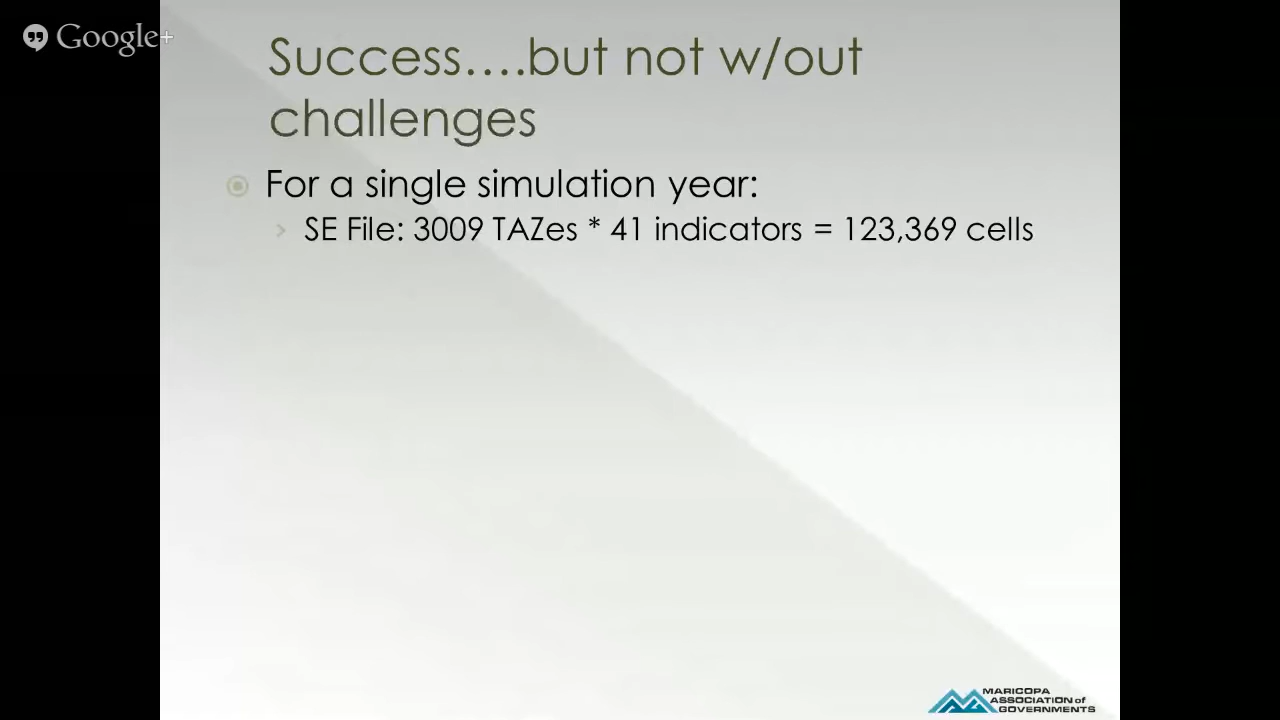 Google+
Success….but not w/out
challenges
For a single simulation year:
SE File: 3009 TAZes * 41 indicators = 123,369 cells
MARICOPA
ASSOCIATION of
GOVERNMENTS